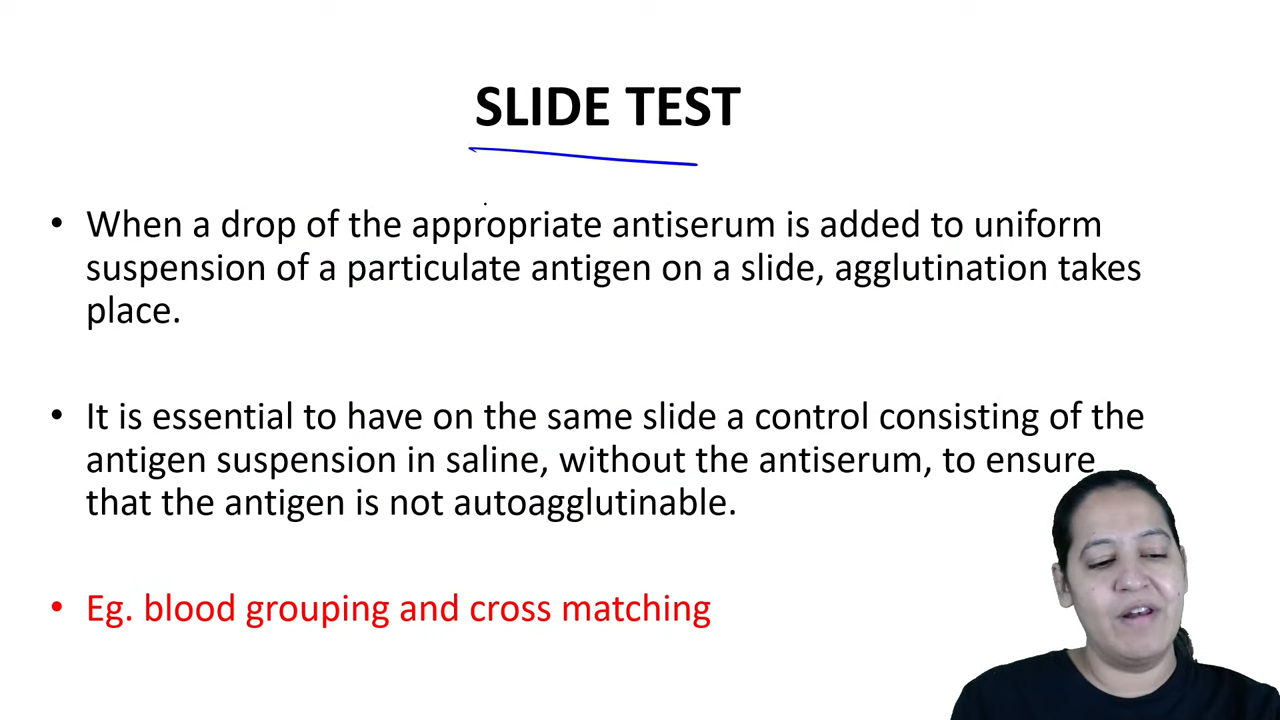 SLIDE TEST
• When a drop of the appropriate antiserum is added to uniform
suspension of a particulate antigen on a slide, agglutination takes
place.
• It is essential to have on the same slide a control consisting of the
antigen suspension in saline, without the antiserum, to ensure
that the antigen is not autoagglutinable.
• Eg. blood grouping and cross matching